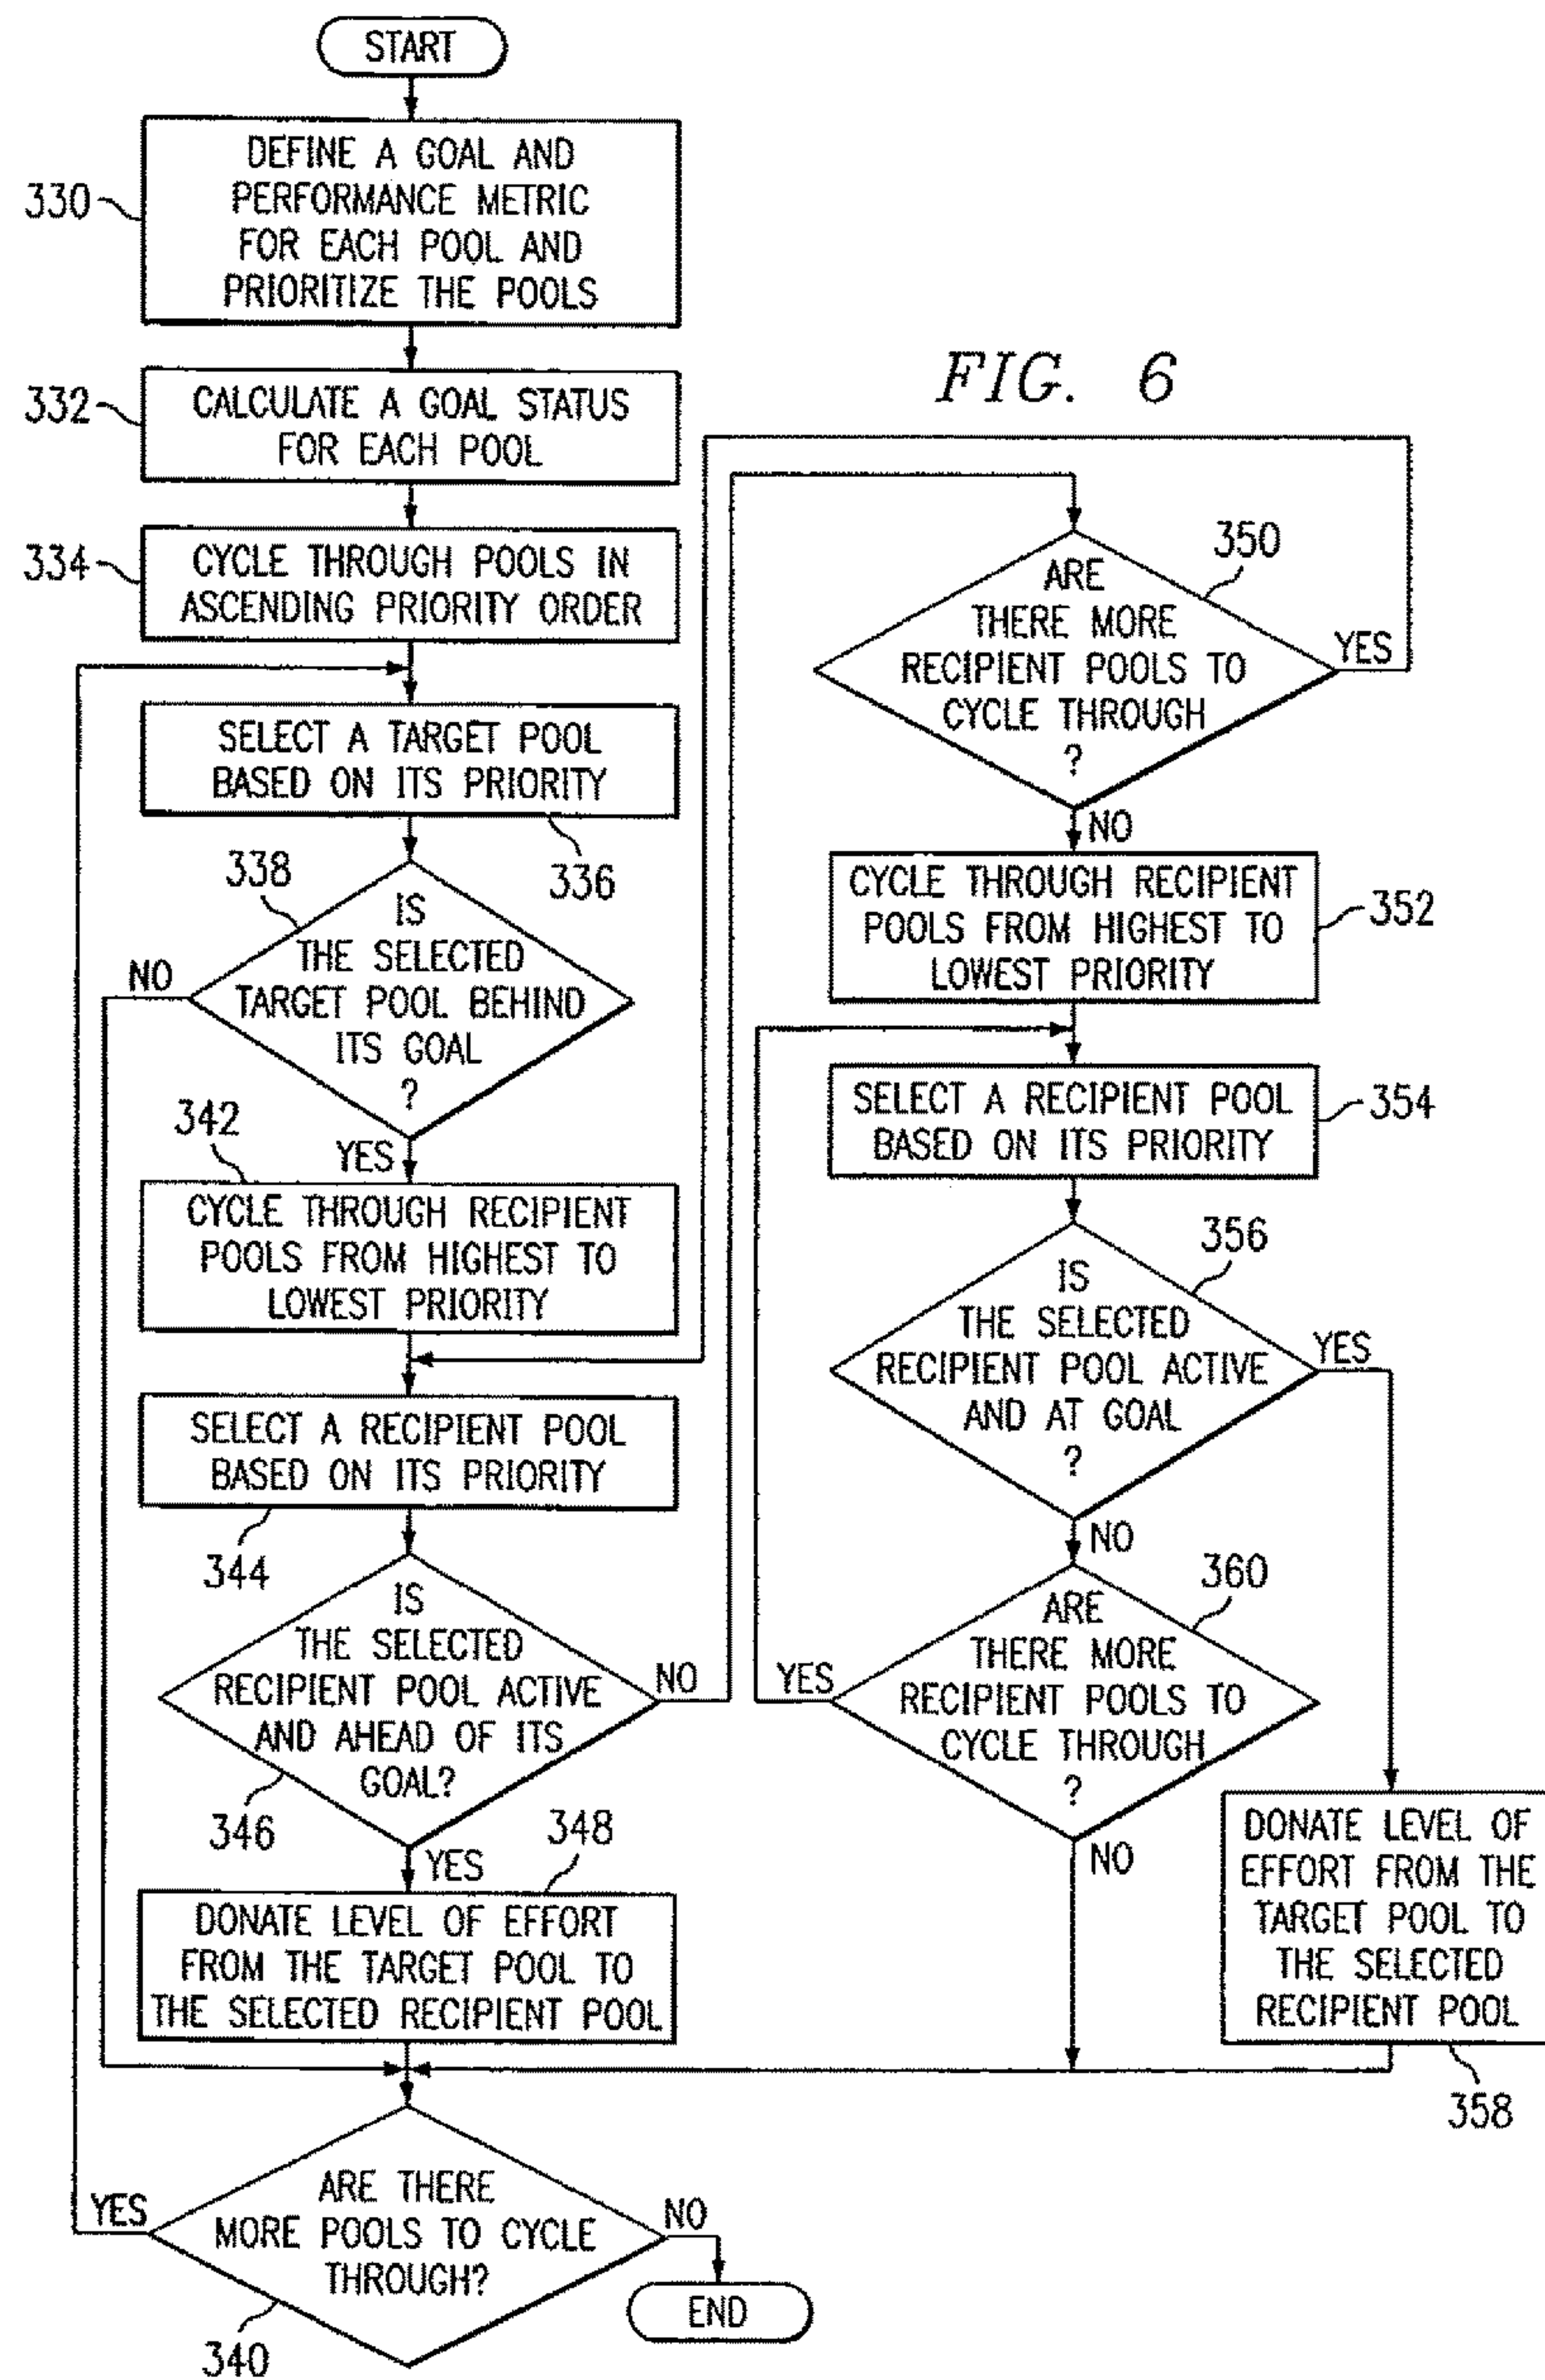 START
330
DEFINE A GOAL AND
PERFORMANCE METRIC
FOR EACH POOL AND
PRIORITIZE THE POOLS
332
CALCULATE A GOAL STATUS
FOR EACH POOL
FIG. 6
334
CYCLE THROUGH POOLS IN
ASCENDING PRIORITY ORDER
SELECT A TARGET POOL
BASED ON ITS PRIORITY
336
338
IS
THE SELECTED
TARGET POOL BEHIND
ITS GOAL
?
NO
YES
342
CYCLE THROUGH RECIPIENT
POOLS FROM HIGHEST TO
LOWEST PRIORITY
SELECT A RECIPIENT POOL
BASED ON ITS PRIORITY
344
IS
THE SELECTED
RECIPIENT POOL ACTIVE
AND AHEAD OF ITS
GOAL?
NO
346
YES
348
DONATE LEVEL OF EFFORT
FROM THE TARGET POOL TO
THE SELECTED RECIPIENT POOL
ARE THERE
MORE POOLS TO CYCLE
THROUGH?
YES
NO
340
END
350
ARE
THERE MORE
RECIPIENT POOLS TO
CYCLE THROUGH
?
YES
NO
CYCLE THROUGH RECIPIENT
POOLS FROM HIGHEST TO
LOWEST PRIORITY
352
SELECT A RECIPIENT POOL
BASED ON ITS PRIORITY
354
356
IS
THE SELECTED
RECIPIENT POOL ACTIVE
AND AT GOAL
?
YES
NO
360
ARE
THERE MORE
RECIPIENT POOLS TO
CYCLE THROUGH
?
YES
NO
DONATE LEVEL OF
EFFORT FROM THE
TARGET POOL TO
THE SELECTED
RECIPIENT POOL
358